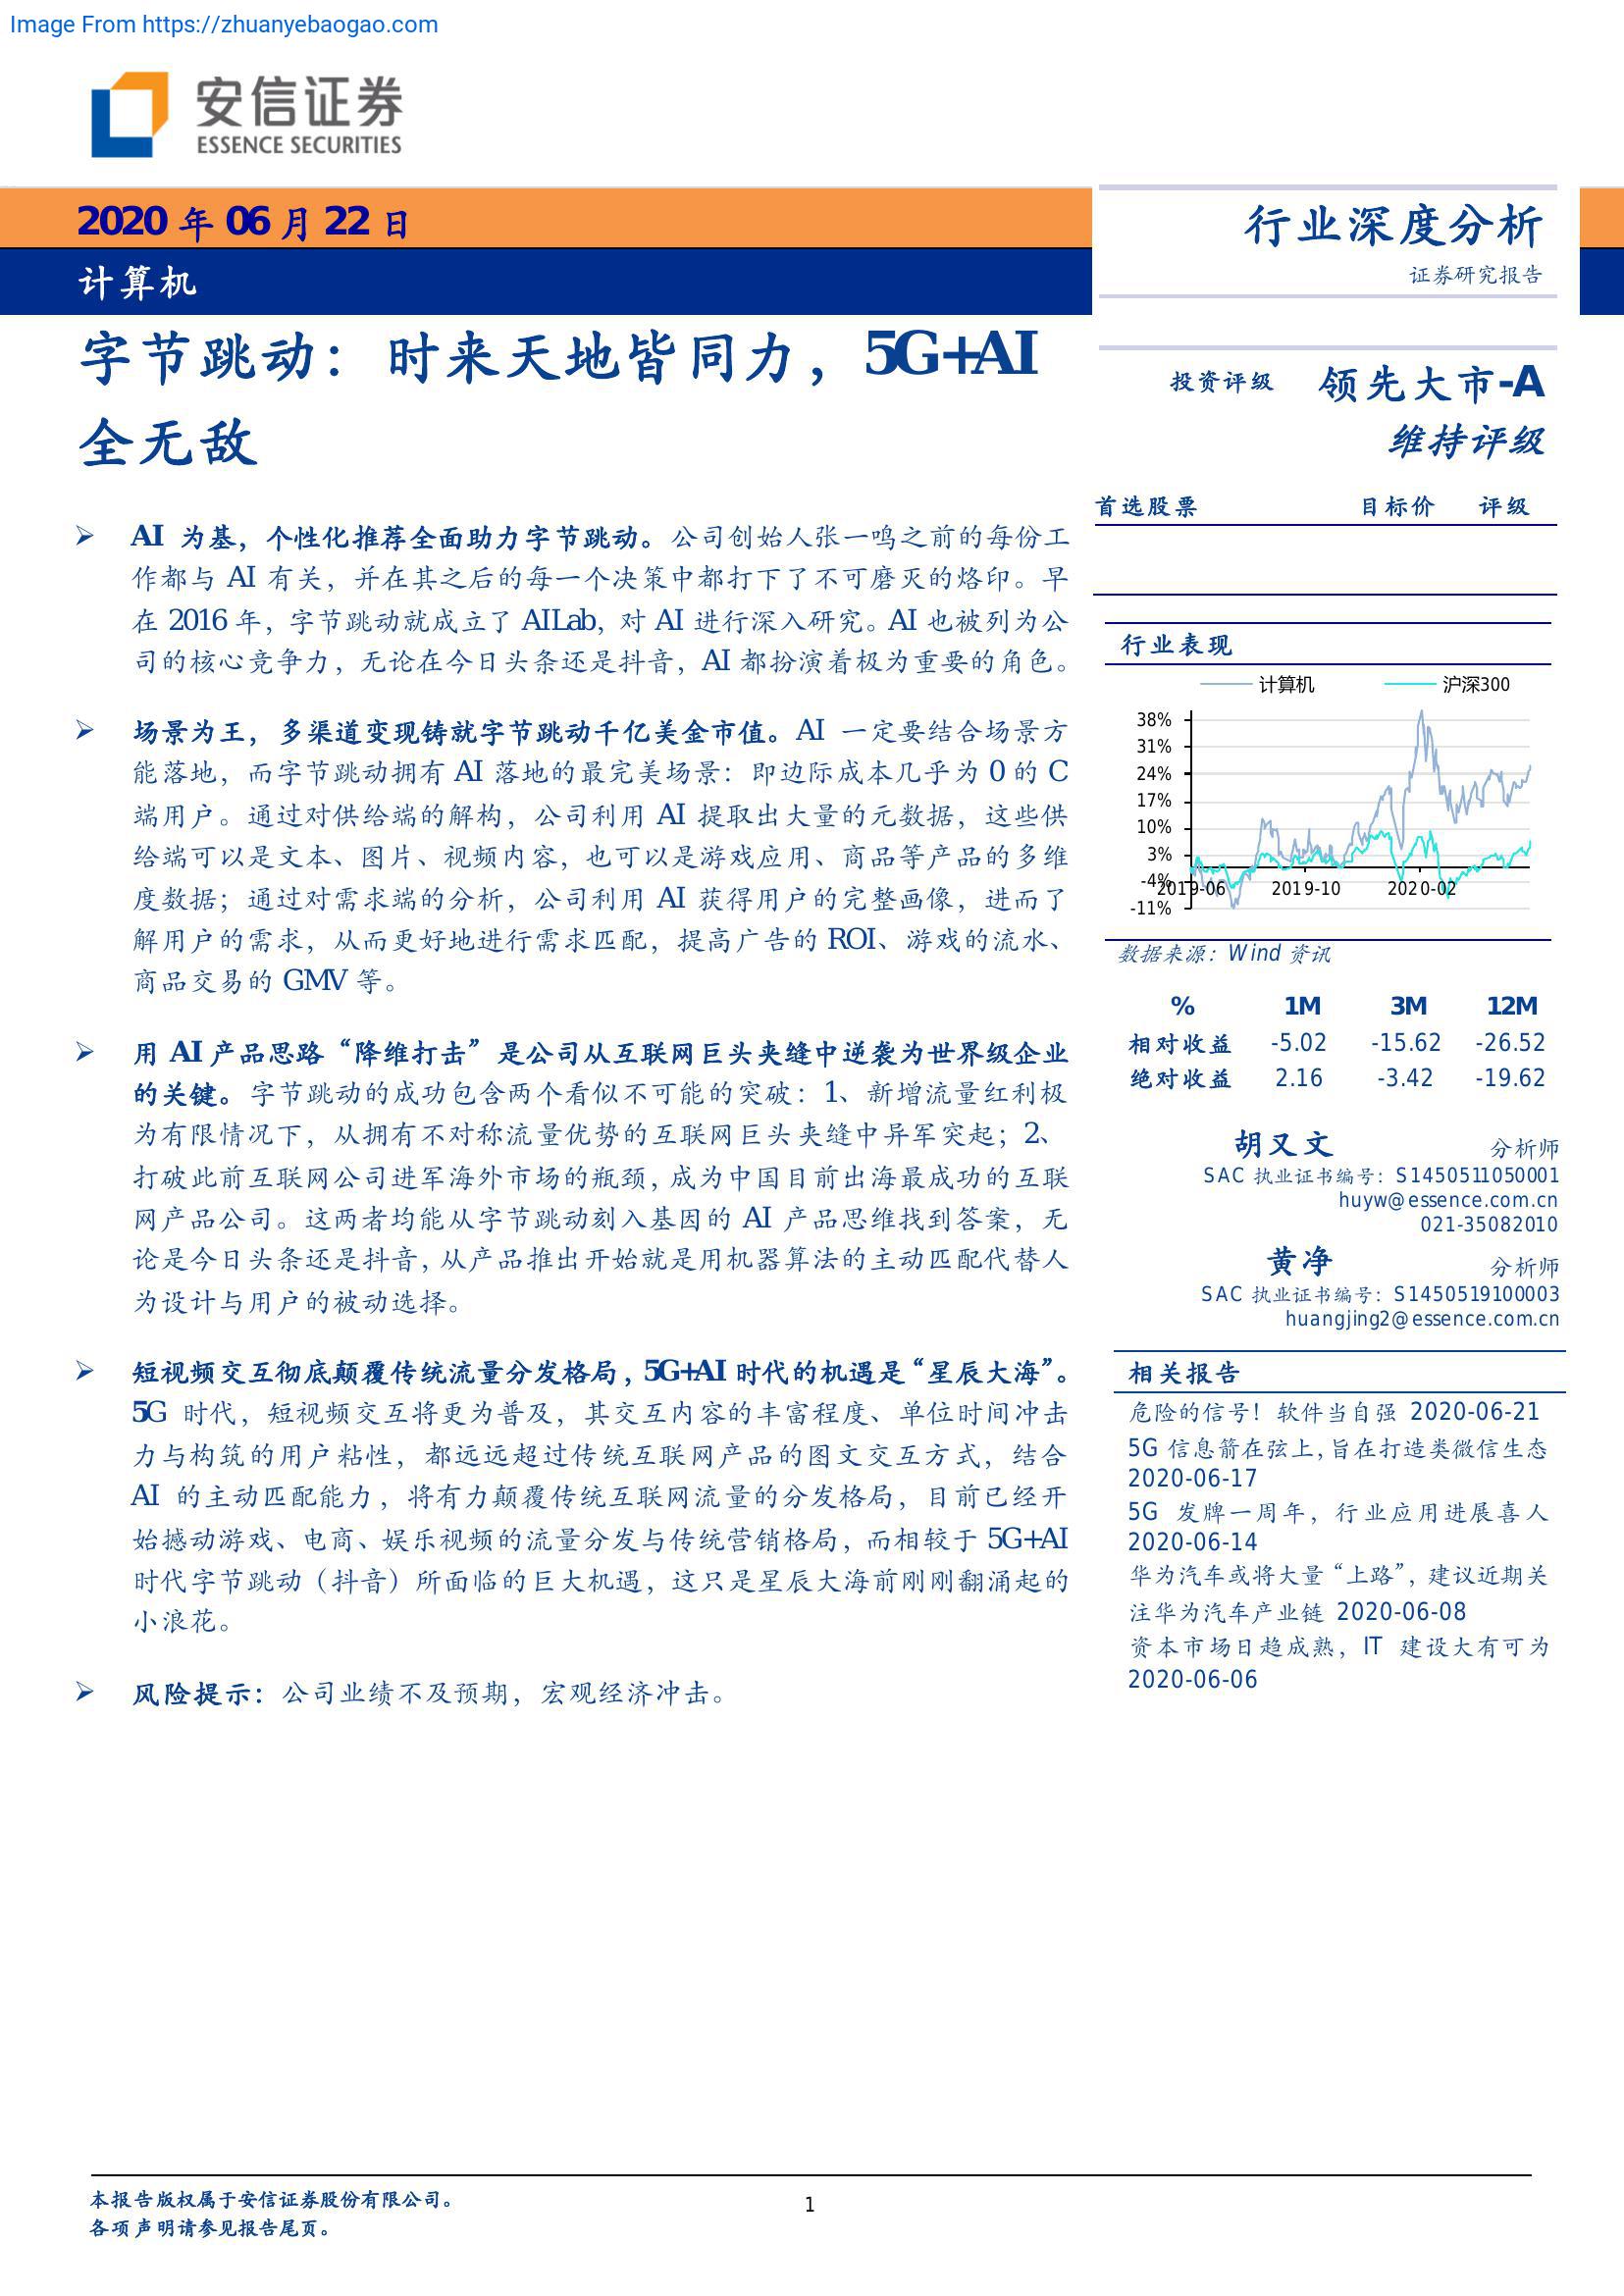 Image From https://zhuanyebaogao.com
安信证券
ESSENCE SECURITIES
2020 年 06 月 22 日
计算机
行业深度分析
证券研究报告
字节跳动：时来天地皆同力，5G+AI
全无敌
AI 为基，个性化推荐全面助力字节跳动。公司创始人张一鸣之前的每份工
作都与 AI 有关，并在其之后的每一个决策中都打下了不可磨灭的烙印。早
在 2016 年，字节跳动就成立了 AILab，对 AI 进行深入研究。AI 也被列为公
司的核心竞争力，无论在今日头条还是抖音，AI 都扮演着极为重要的角色。
场景为王，多渠道变现铸就字节跳动千亿美金市值。AI 一定要结合场景方
能落地，而字节跳动拥有 AI 落地的最完美场景：即边际成本几乎为 0 的 C
端用户。通过对供给端的解构，公司利用 AI 提取出大量的元数据，这些供
给端可以是文本、图片、视频内容，也可以是游戏应用、商品等产品的多维
度数据；通过对需求端的分析，公司利用 AI 获得用户的完整画像，进而了
解用户的需求，从而更好地进行需求匹配，提高广告的 ROI、游戏的流水、
商品交易的 GMV 等。
用 AI 产品思路“降维打击”是公司从互联网巨头夹缝中逆袭为世界级企业
的关键。字节跳动的成功包含两个看似不可能的突破：1、新增流量红利极
为有限情况下，从拥有不对称流量优势的互联网巨头夹缝中异军突起；2、
打破此前互联网公司进军海外市场的瓶颈，成为中国目前出海最成功的互联
网产品公司。这两者均能从字节跳动刻入基因的 AI 产品思维找到答案，无
论是今日头条还是抖音，从产品推出开始就是用机器算法的主动匹配代替人
为设计与用户的被动选择。
短视频交互彻底颠覆传统流量分发格局，5G+AI 时代的机遇是“星辰大海”。
5G 时代，短视频交互将更为普及，其交互内容的丰富程度、单位时间冲击
力与构筑的用户粘性，都远远超过传统互联网产品的图文交互方式，结合
AI 的主动匹配能力，将有力颠覆传统互联网流量的分发格局，目前已经开
始撼动游戏、电商、娱乐视频的流量分发与传统营销格局，而相较于 5G+AI
时代字节跳动（抖音）所面临的巨大机遇，这只是星辰大海前刚刚翻涌起的
小浪花。
风险提示：公司业绩不及预期，宏观经济冲击。
投资评级 领先大市-A
维持评级
首选股票 目标价 评级
行业表现
计算机 沪深300
38%
31%
24%
17%
10%
3%
-4%
-11%
2019-06 2019-10 2020-02
数据来源：Wind 资讯
% 1M 3M 12M
相对收益 -5.02 -15.62 -26.52
绝对收益 2.16 -3.42 -19.62
胡又文 分析师
SAC 执业证书编号：S1450511050001
huyw@essence.com.cn
021-35082010
黄净 分析师
SAC 执业证书编号：S1450519100003
huangjing2@essence.com.cn
相关报告
危险的信号！软件当自强 2020-06-21
5G 信息箭在弦上，旨在打造类微信生态
2020-06-17
5G 发牌一周年，行业应用进展喜人
2020-06-14
华为汽车或将大量“上路”，建议近期关
注华为汽车产业链 2020-06-08
资本市场日趋成熟，IT 建设大有可为
2020-06-06
本报告版权属于安信证券股份有限公司。
各项声明请参见报告尾页。
1